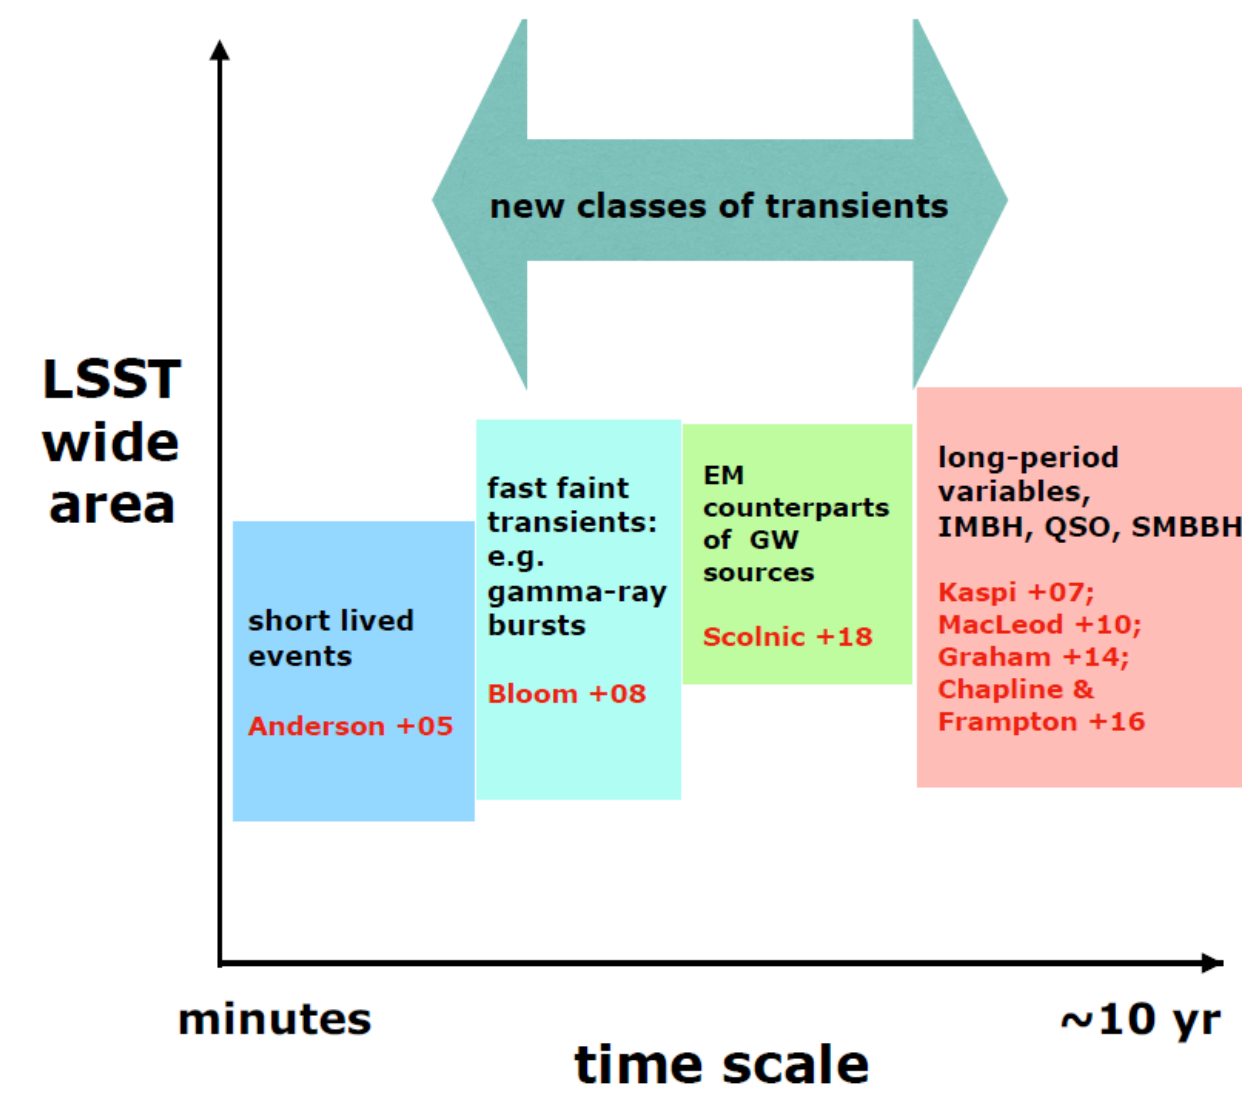 new classes of transients
LSST
wide
area
short lived
events
Anderson +05
fast faint
transients:
e.g.
gamma-ray
bursts
Bloom +08
EM
counterparts
of GW
sources
Scolnic +18
long-period
variables,
IMBH, QSO, SMBBH
Kaspi +07;
MacLeod +10;
Graham +14;
Chapline &
Frampton +16
minutes
~10 yr
time scale